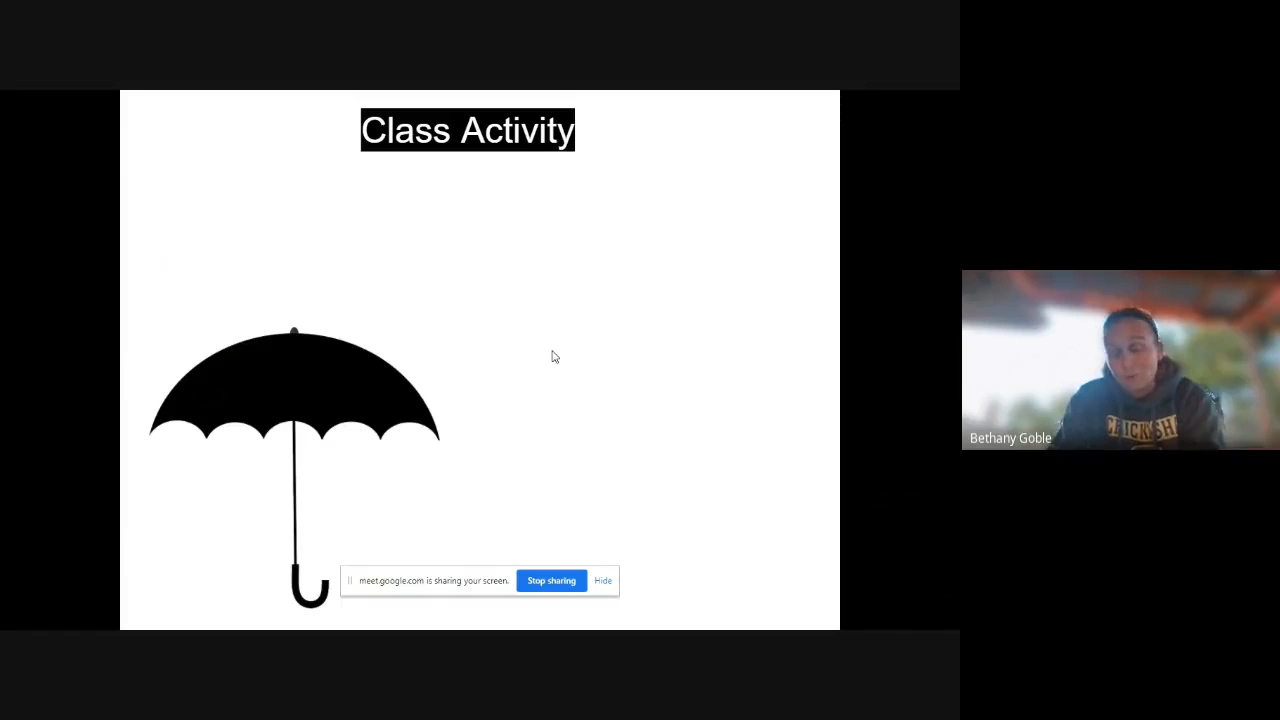 Class Activity
Bethany Goble
meet.google.com is sharing your screen.
Stop sharing
Hide